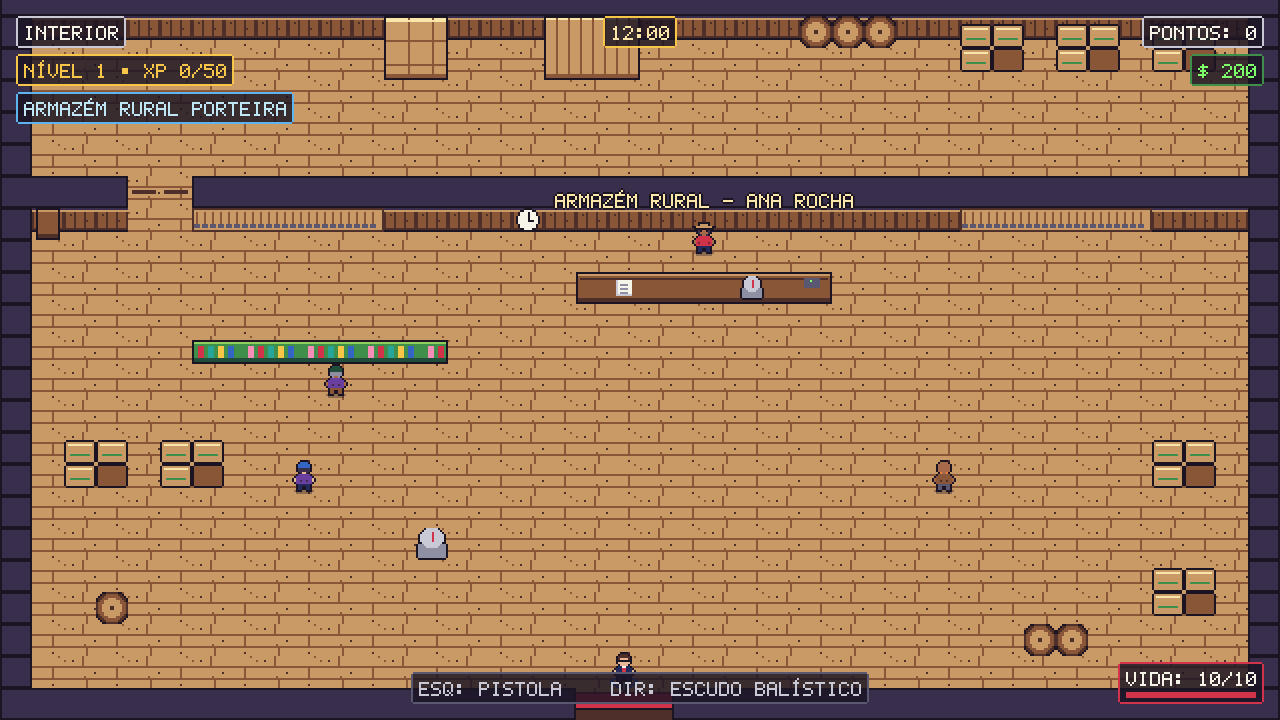 INTERIOR
12:00
PONTOS: 0
NÍVEL 1 ▪ XP 0/50
$ 200
ARMAZÉM RURAL PORTEIRA
ARMAZÉM RURAL – ANA ROCHA
VIDA: 10/10
ESQ: PISTOLA DIR: ESCUDO BALÍSTICO